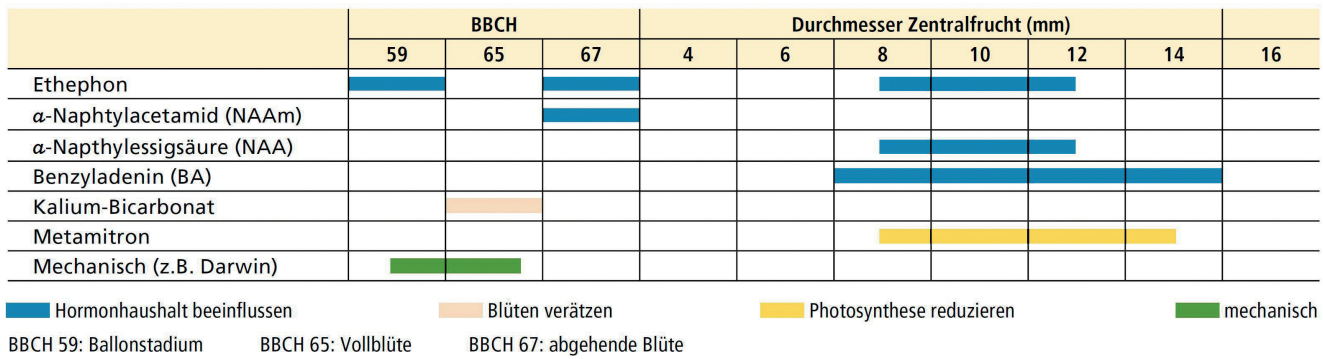 BBCH Durchmesser Zentralfrucht (mm)
59 65 67 4 6 8 10 12 14 16
Ethephon
a-Naphtylacetamid (NAAm)
a-Napthylessigsäure (NAA)
Benzyladenin (BA)
Kalium-Bicarbonat
Metamitron
Mechanisch (z.B. Darwin)
Hormonhaushalt beeinflussen Blüten verätzen Photosynthese reduzieren mechanisch
BBCH 59: Ballonstadium BBCH 65: Vollblüte BBCH 67: abgehende Blüte